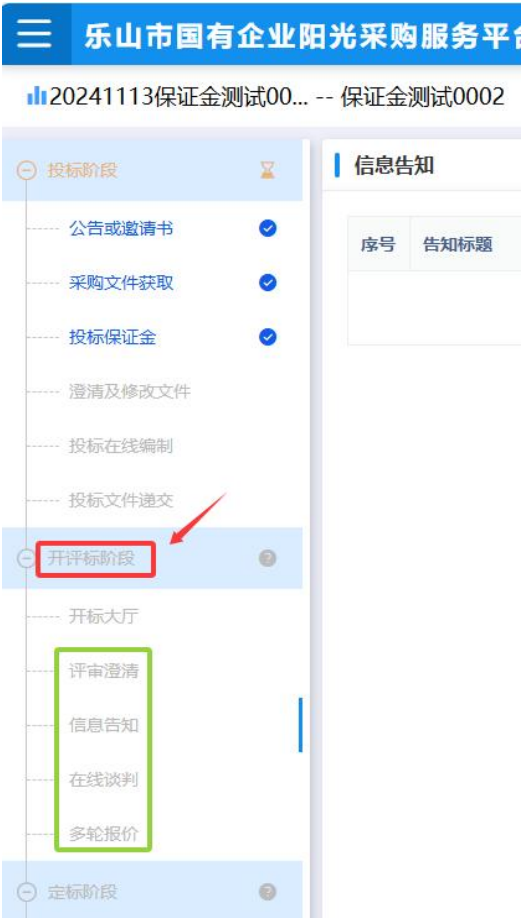 乐山市国有企业阳光采购服务平台
20241113保证金测试00... -- 保证金测试0002
投标阶段
信息告知
公告或邀请书
序号 告知标题
采购文件获取
投标保证金
澄清及修改文件
投标在线编制
投标文件递交
开评标阶段
开标大厅
评审澄清
信息告知
在线谈判
多轮报价
定标阶段